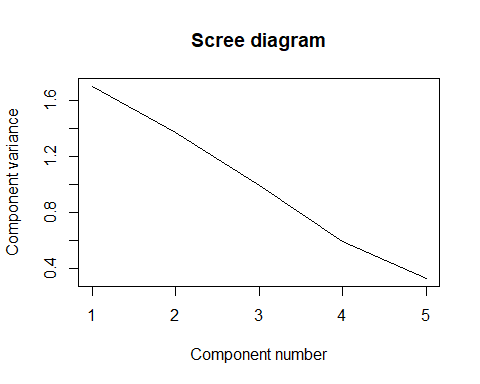 Scree diagram
Component variance
1.6
1.2
0.8
0.4
1 2 3 4 5
Component number